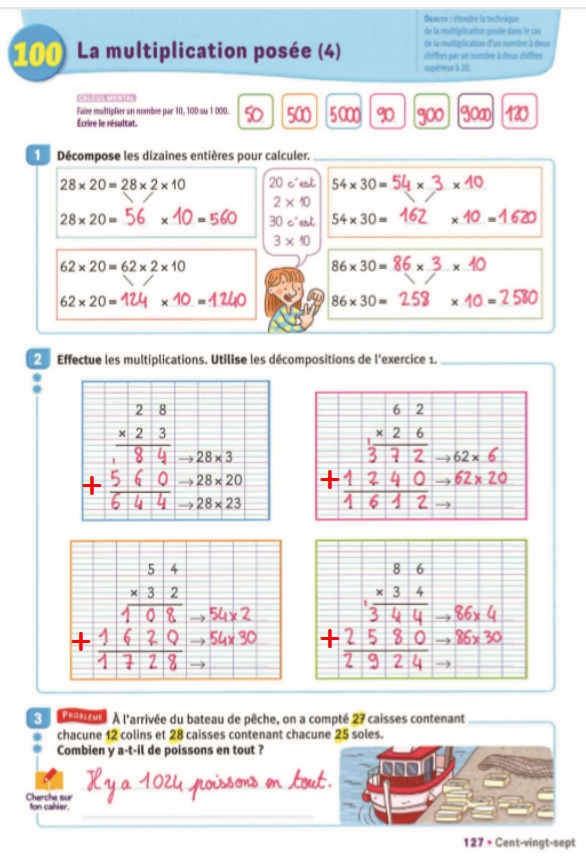 100 La multiplication posée (4)
OBJECTIF : étendre la technique
de la multiplication posée dans le cas
de la multiplication d'un nombre à deux
chiffres par un nombre à deux chiffres
supérieur à 20.
CALCUL MENTAL
Faire multiplier un nombre par 10, 100 ou 1 000.
Écrire le résultat.
50 500 5000 90 900 9000 120
1 Décompose les dizaines entières pour calculer.
28 × 20 = 28 × 2 × 10
28 × 20 = 56 × 10 = 560
20 c'est
2 × 10
30 c'est
3 × 10
54 × 30 = 54 × 3 × 10
54 × 30 = 162 × 10 = 1620
62 × 20 = 62 × 2 × 10
62 × 20 = 124 × 10 = 1240
86 × 30 = 86 × 3 × 10
86 × 30 = 258 × 10 = 2580
2 Effectue les multiplications. Utilise les décompositions de l'exercice 1.
2 8
× 2 3
1
8 4 → 28 × 3
+ 5 6 0 → 28 × 20
6 4 4 → 28 × 23
6 2
× 2 6
1
3 7 2 → 62 × 6
+ 1 2 4 0 → 62 × 20
1 6 1 2 →
5 4
× 3 2
1 0 8 → 54 × 2
+ 1 6 2 0 → 54 × 30
1 7 2 8 →
8 6
× 3 4
1
3 4 4 → 86 × 4
+ 2 5 8 0 → 86 × 30
2 9 2 4 →
3 PROBLÈME À l'arrivée du bateau de pêche, on a compté 27 caisses contenant
chacune 12 colins et 28 caisses contenant chacune 25 soles.
Combien y a-t-il de poissons en tout ?
Cherche sur
ton cahier.
Il y a 1024 poissons en tout.
127 • Cent-vingt-sept